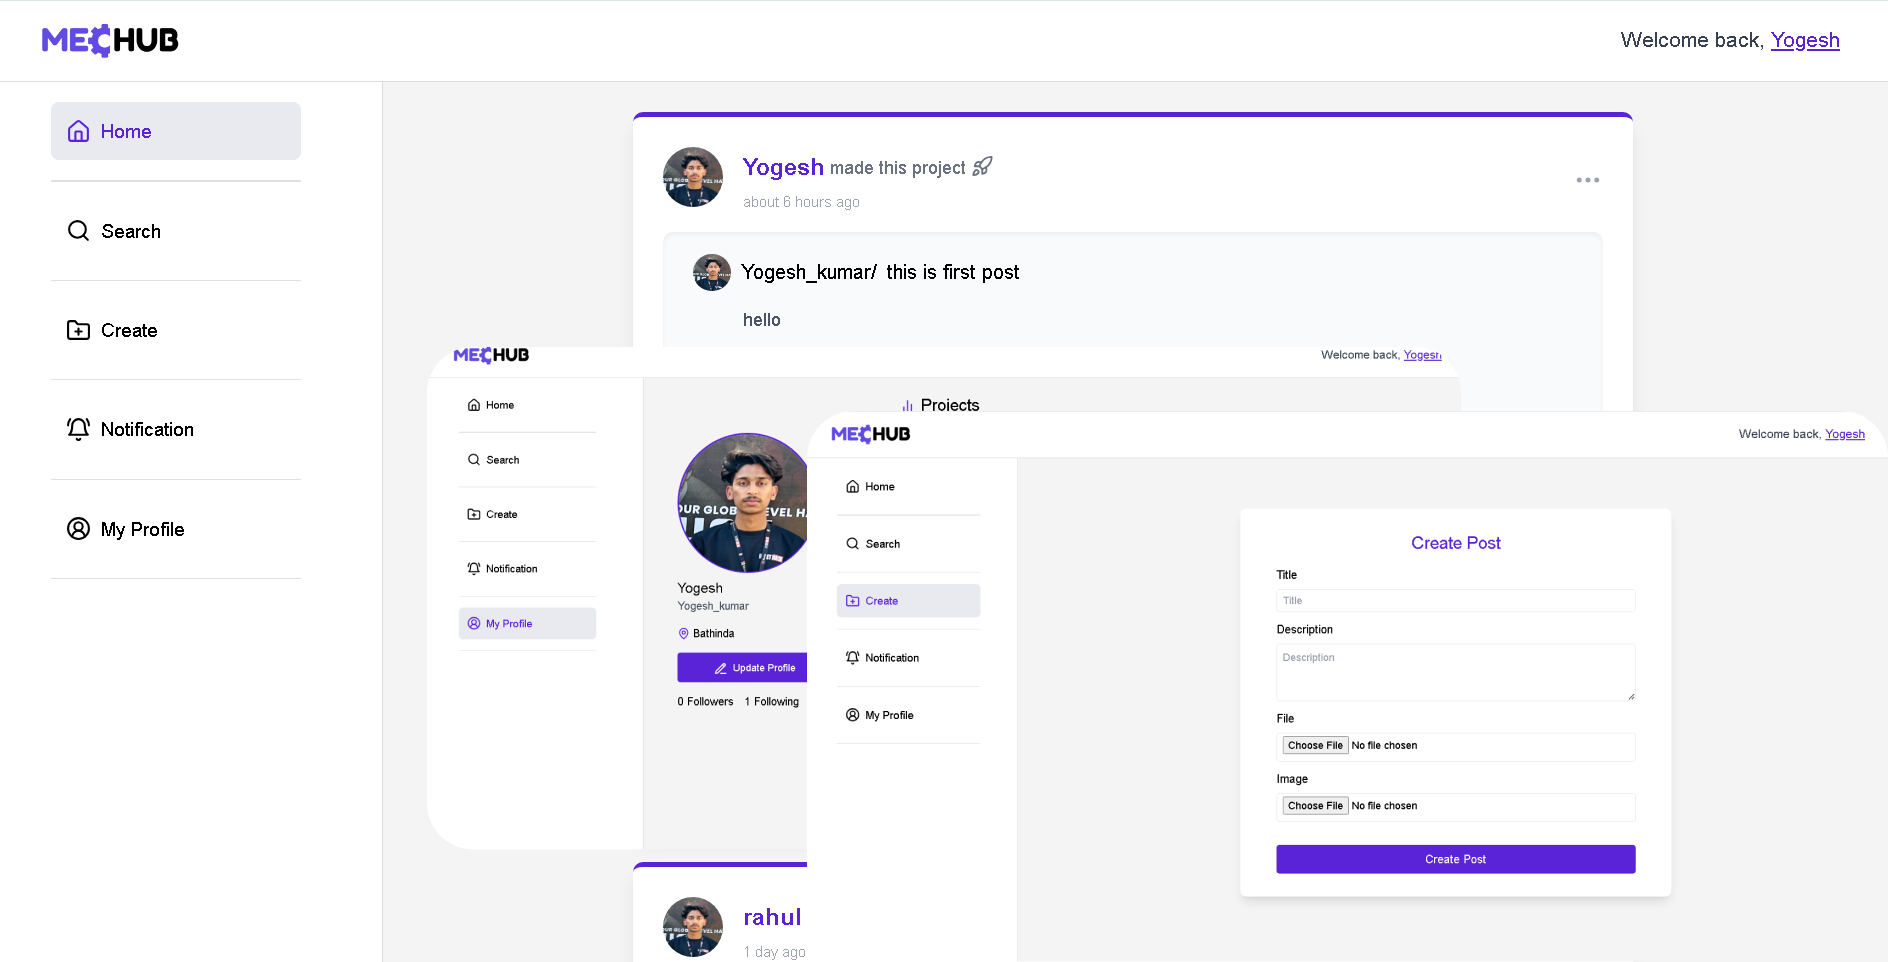 MECHUB
Welcome back, Yogesh
Home
Search
Create
Notification
My Profile
Yogesh made this project
about 6 hours ago
Yogesh_kumar/ this is first post
hello
MECHUB
Welcome back, Yogesh
Home
Search
Create
Notification
My Profile
Projects
Yogesh
Yogesh_kumar
Bathinda
Update Profile
0 Followers 1 Following
MECHUB
Welcome back, Yogesh
Home
Search
Create
Notification
My Profile
Create Post
Title
Title
Description
Description
File
Choose File No file chosen
Image
Choose File No file chosen
Create Post
rahul
1 day ago